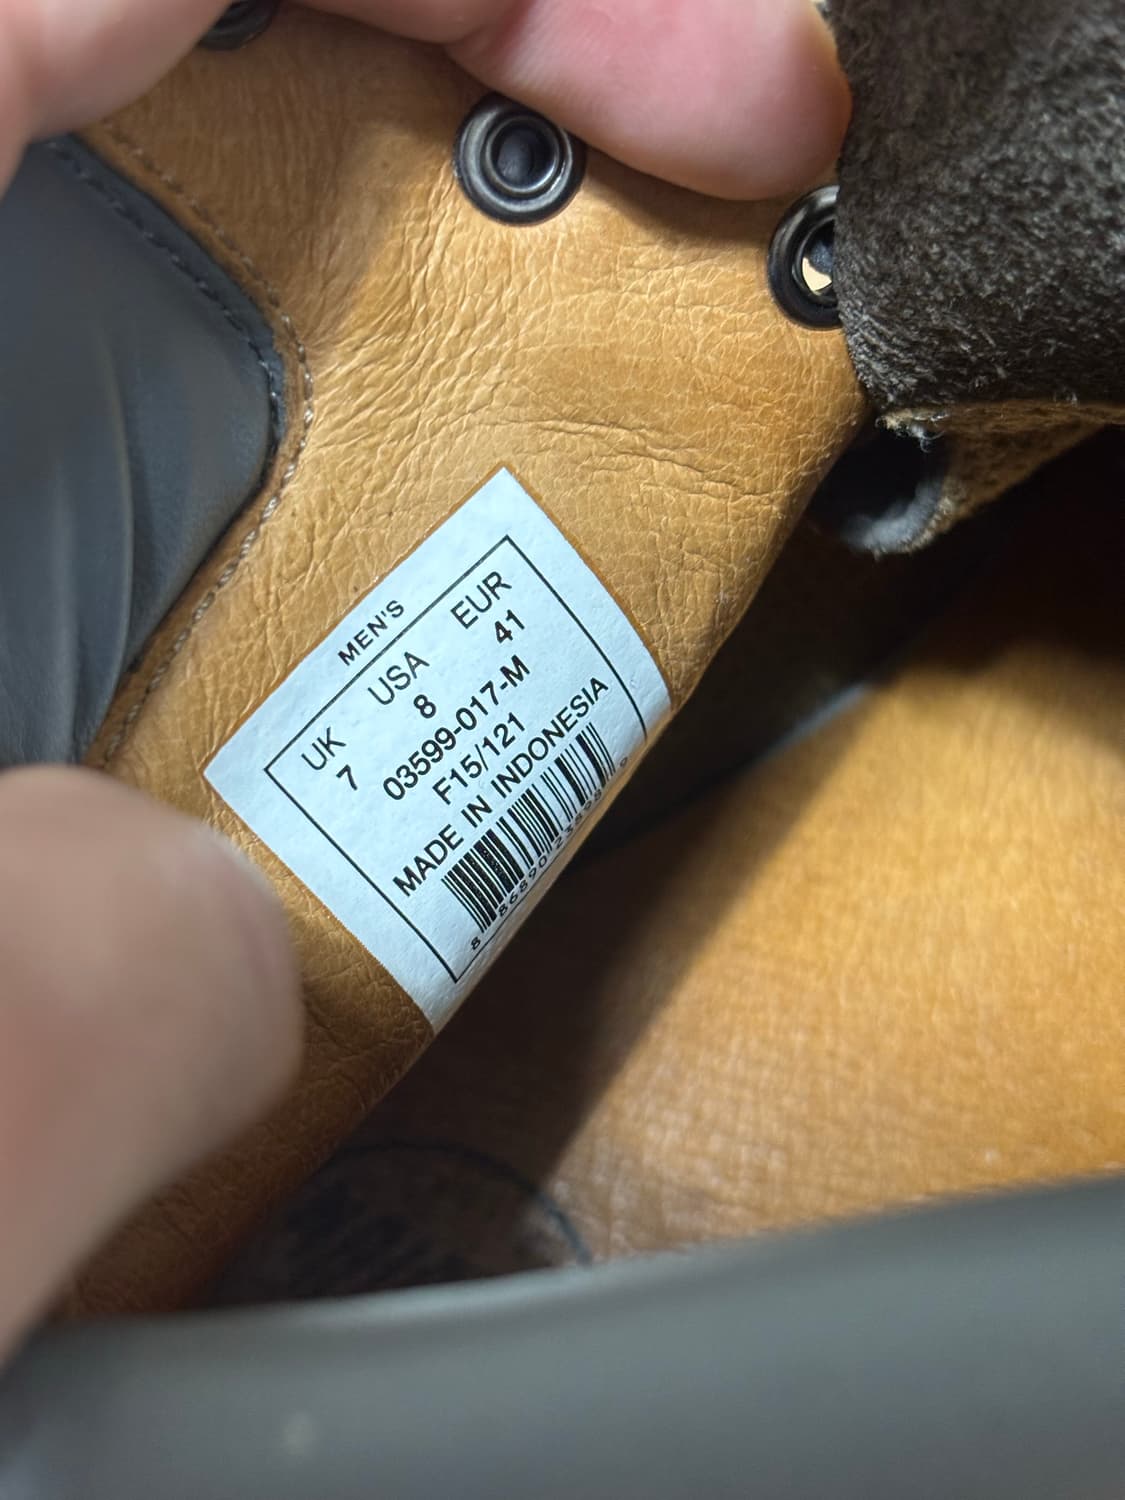 MEN'S
UK USA EUR
7 8 41
03599-017-M
F15/121
MADE IN INDONESIA